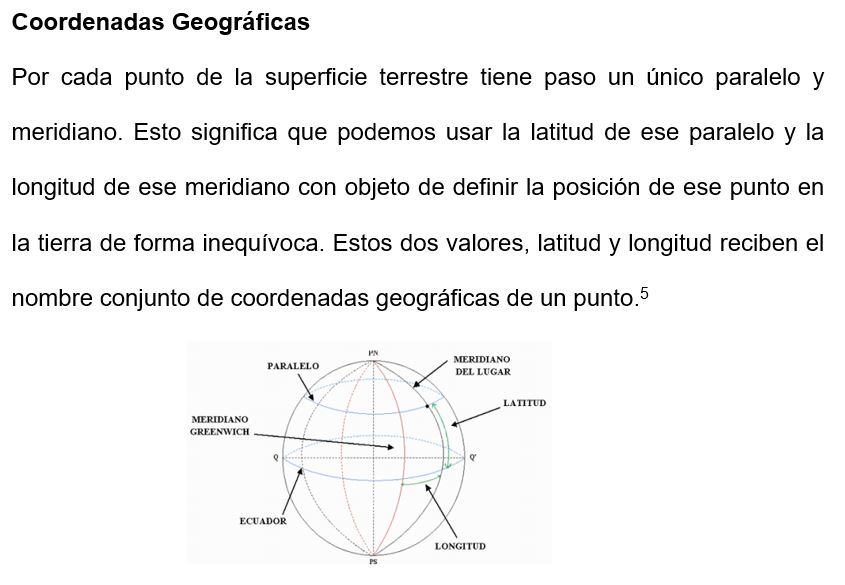 Coordenadas Geográficas
Por cada punto de la superficie terrestre tiene paso un único paralelo y
meridiano. Esto significa que podemos usar la latitud de ese paralelo y la
longitud de ese meridiano con objeto de definir la posición de ese punto en
la tierra de forma inequívoca. Estos dos valores, latitud y longitud reciben el
nombre conjunto de coordenadas geográficas de un punto.5
PN
PARALELO
MERIDIANO
DEL LUGAR
LATITUD
MERIDIANO
GREENWICH
Q
Q'
ECUADOR
LONGITUD
PS